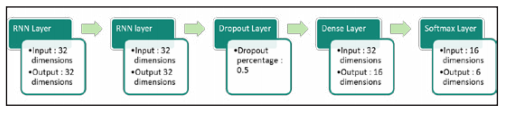 RNN Layer
•Input : 32
dimensions
•Output : 32
dimensions
RNN layer
•Input : 32
dimensions
•Output 32
dimensions
Dropout Layer
•Dropout
percentage :
0.5
Dense Layer
•Input : 32
dimensions
•Output : 16
dimensions
Softmax Layer
•Input : 16
dimensions
•Output : 6
dimensions